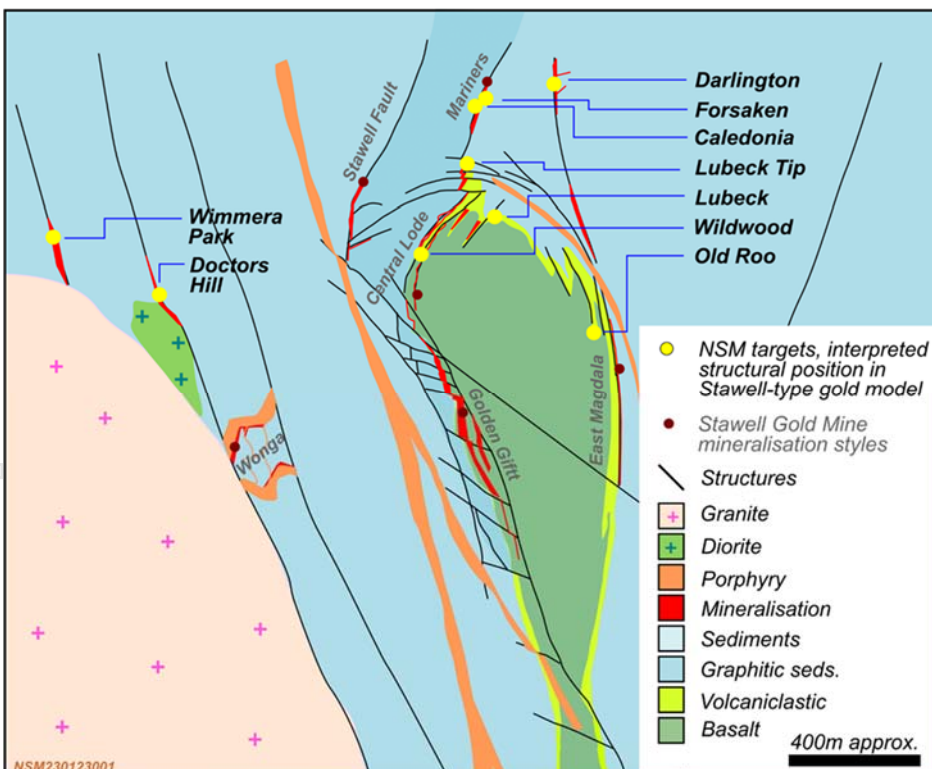 Darlington
Forsaken
Caledonia
Lubeck Tip
Lubeck
Wildwood
Old Roo
Wimmera
Park
Doctors
Hill
Stawell Fault
Mariners
Central Lode
Golden Giftt
East Magdala
Wonga
NSM targets, interpreted
structural position in
Stawell-type gold model
Stawell Gold Mine
mineralisation styles
Structures
Granite
Diorite
Porphyry
Mineralisation
Sediments
Graphitic seds.
Volcaniclastic
Basalt
400m approx.
NSM230123001